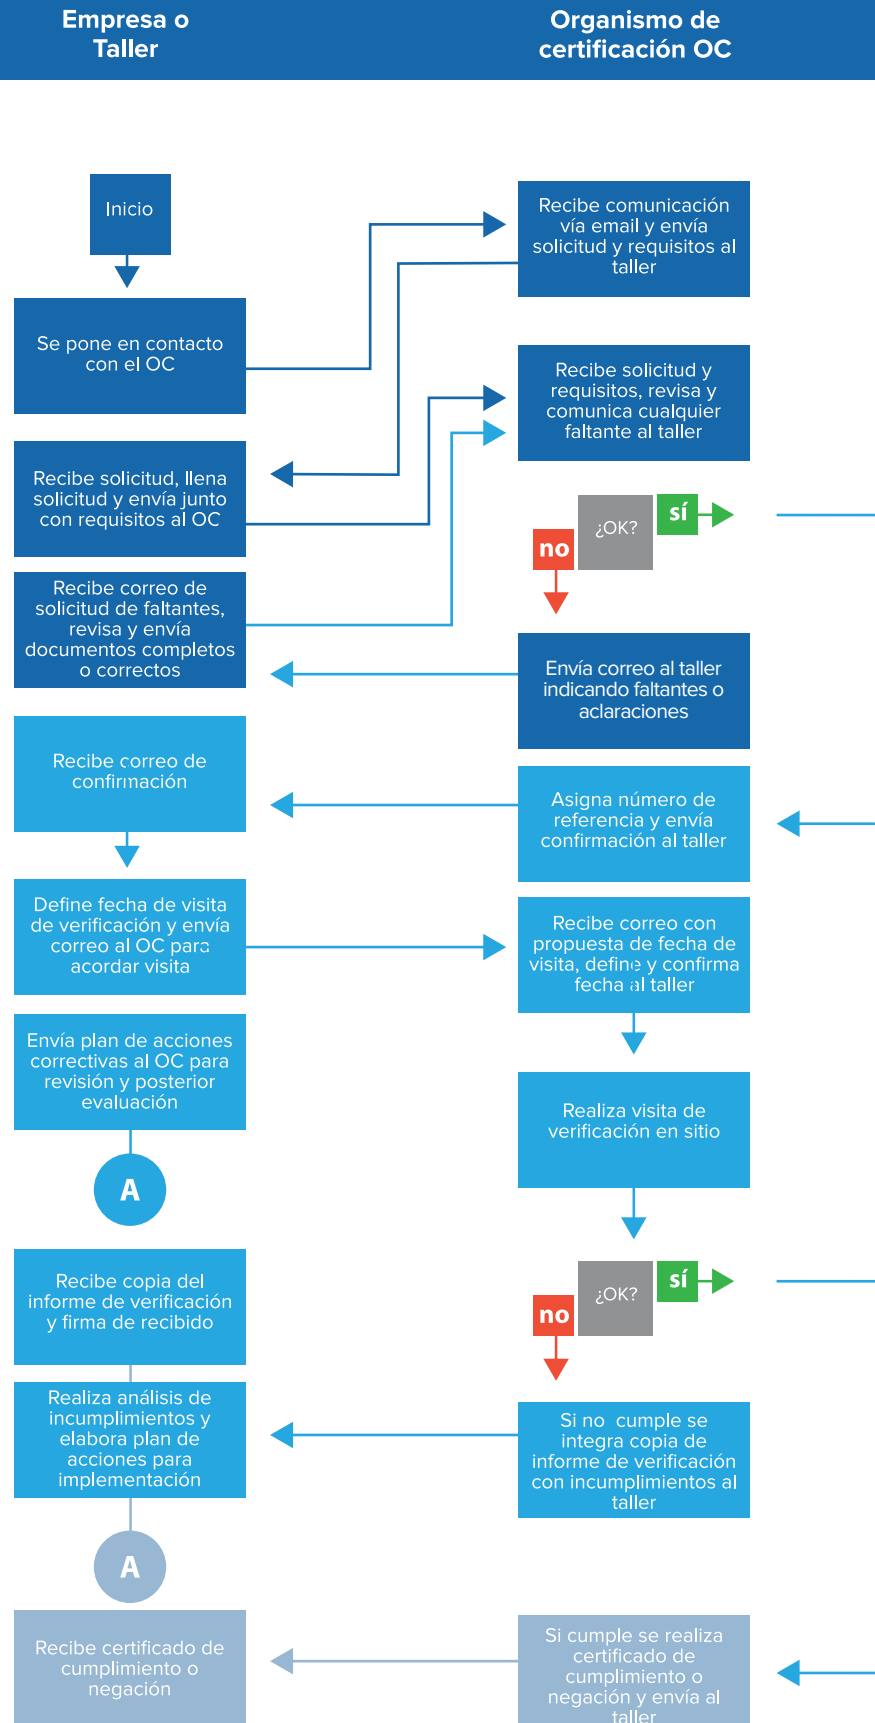 Empresa o
Taller
Organismo de
certificación OC
Inicio
Recibe comunicación
vía email y envía
solicitud y requisitos al
taller
Se pone en contacto
con el OC
Recibe solicitud y
requisitos, revisa y
comunica cualquier
faltante al taller
Recibe solicitud, llena
solicitud y envía junto
con requisitos al OC
¿OK?
sí
no
Recibe correo de
solicitud de faltantes,
revisa y envía
documentos completos
o correctos
Envía correo al taller
indicando faltantes o
aclaraciones
Recibe correo de
confirmación
Asigna número de
referencia y envía
confirmación al taller
Define fecha de visita
de verificación y envía
correo al OC para
acordar visita
Recibe correo con
propuesta de fecha de
visita, define y confirma
fecha al taller
Envía plan de acciones
correctivas al OC para
revisión y posterior
evaluación
Realiza visita de
verificación en sitio
A
Recibe copia del
informe de verificación
y firma de recibido
¿OK?
sí
no
Realiza análisis de
incumplimientos y
elabora plan de
acciones para
implementación
Si no  cumple se
integra copia de
informe de verificación
con incumplimientos al
taller
A
Recibe certificado de
cumplimiento o
negación
Si cumple se realiza
certificado de
cumplimiento o
negación y envía al
taller